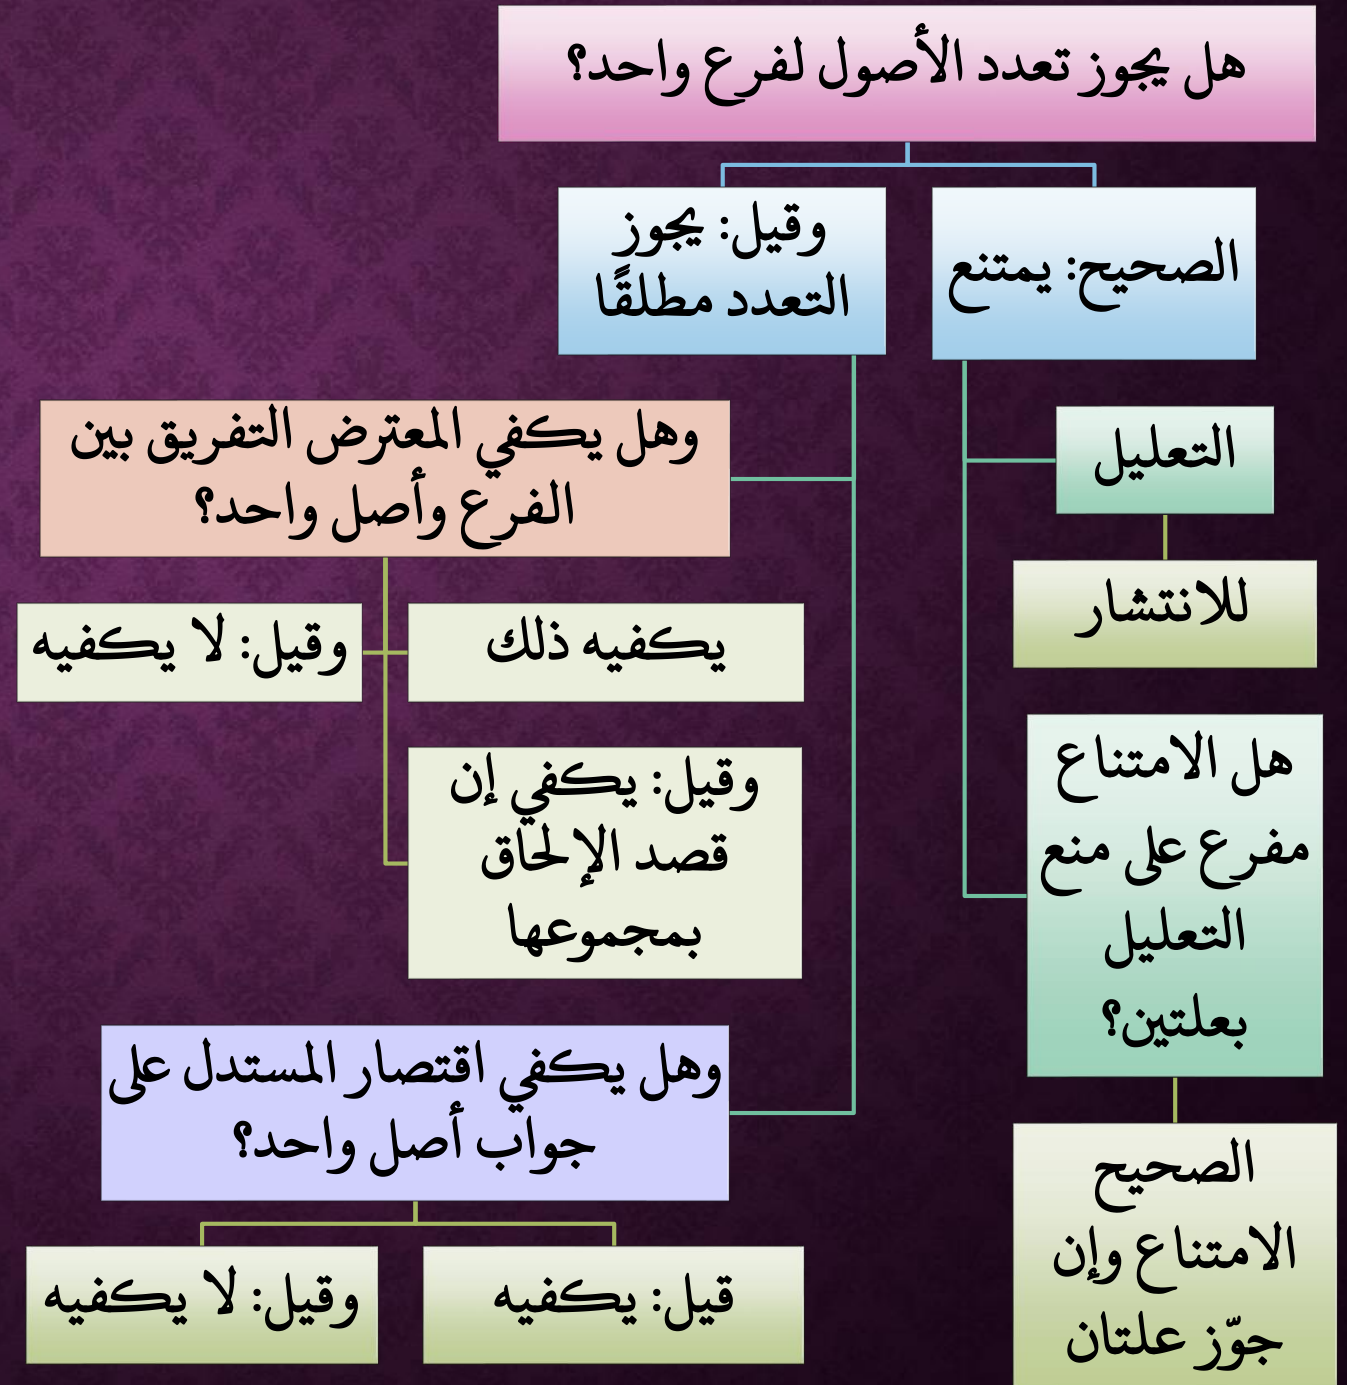 هل يجوز تعدد الأصول لفرع واحد؟
الصحيح: يمتنع
التعليل
للانتشار
هل الامتناع
مفرع على منع
التعليل
بعلتين؟
الصحيح
الامتناع وإن
جوّز علتان
وقيل: يجوز
التعدد مطلقًا
وهل يكفي المعترض التفريق بين
الفرع وأصل واحد؟
يكفيه ذلك
وقيل: لا يكفيه
وقيل: يكفي إن
قصد الإلحاق
بمجموعها
وهل يكفي اقتصار المستدل على
جواب أصل واحد؟
قيل: يكفيه
وقيل: لا يكفيه